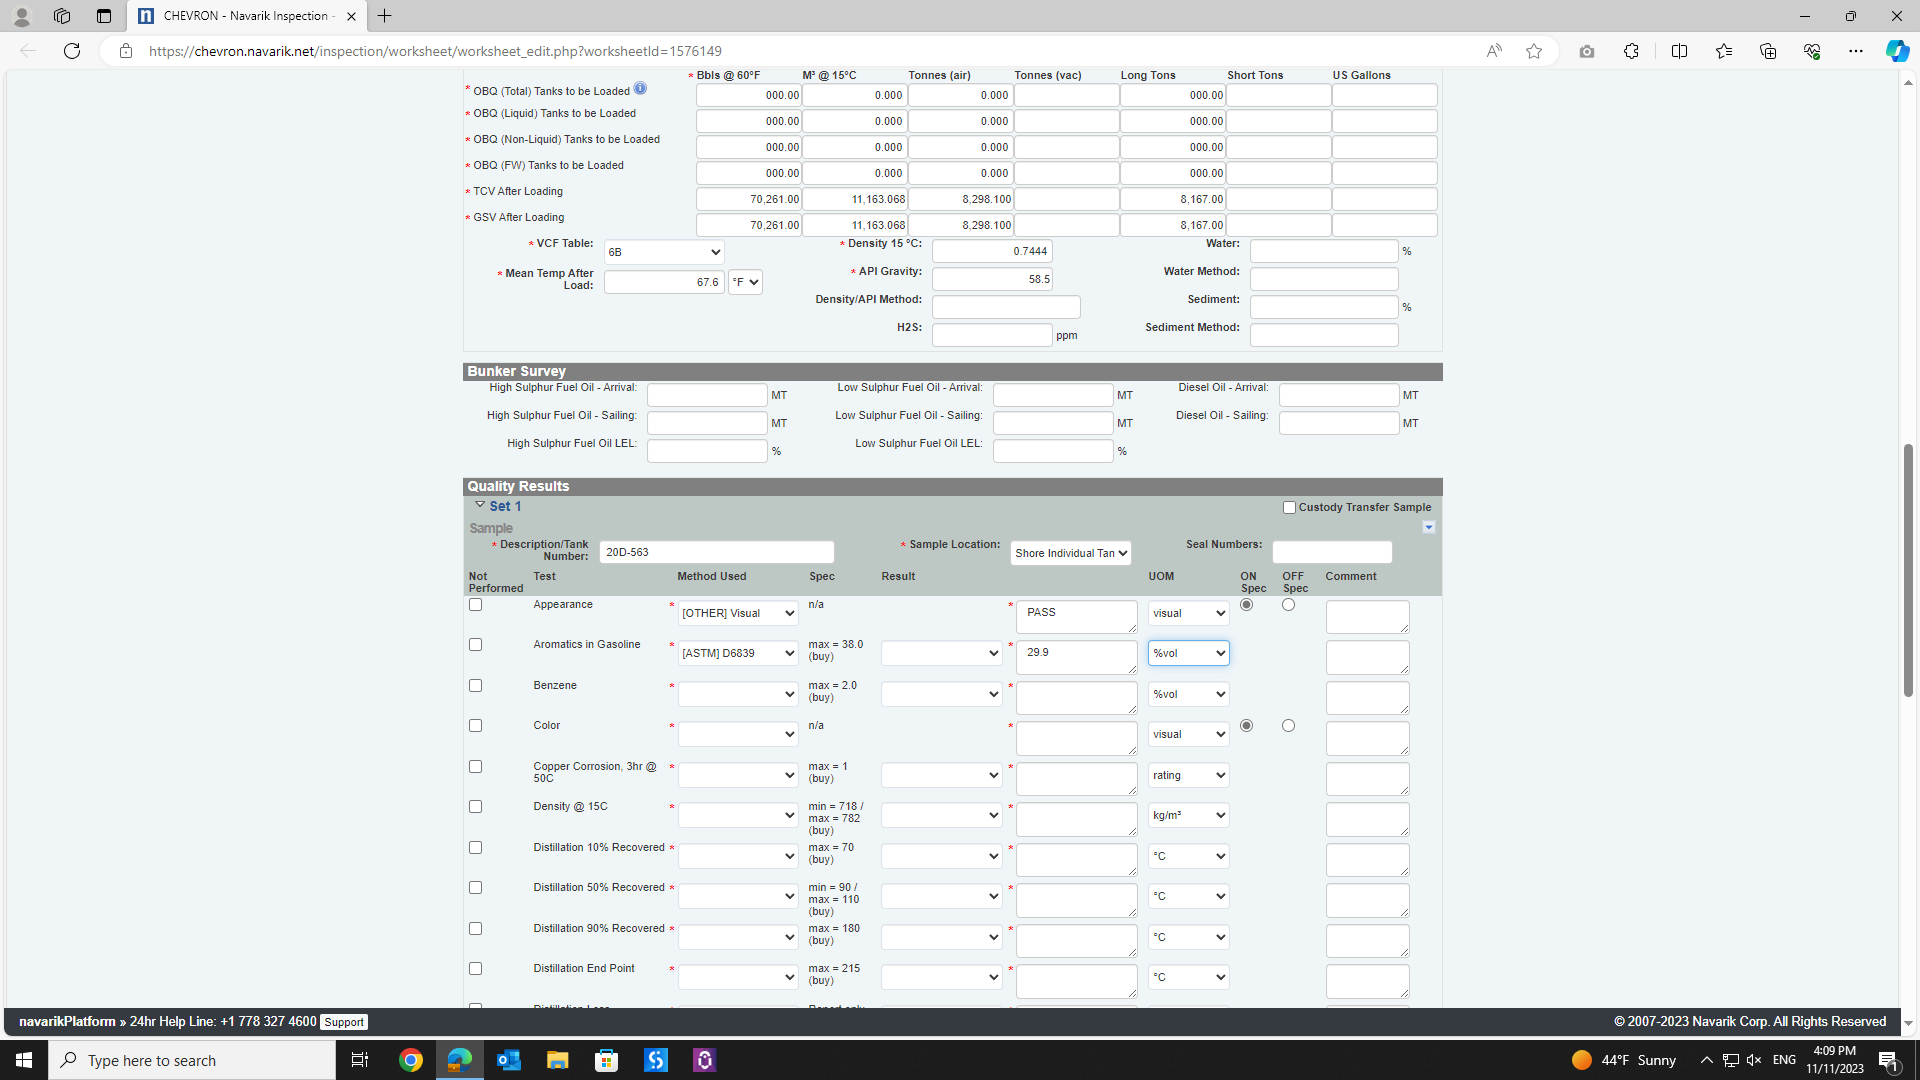 CHEVRON - Navarik Inspection -
https://chevron.navarik.net/inspection/worksheet/worksheet_edit.php?worksheetId=1576149
* Bbls @ 60°F M³ @ 15°C Tonnes (air) Tonnes (vac) Long Tons Short Tons US Gallons
* OBQ (Total) Tanks to be Loaded 000.00 0.000 0.000 000.00
* OBQ (Liquid) Tanks to be Loaded 000.00 0.000 0.000 000.00
* OBQ (Non-Liquid) Tanks to be Loaded 000.00 0.000 0.000 000.00
* OBQ (FW) Tanks to be Loaded 000.00 0.000 0.000 000.00
* TCV After Loading 70,261.00 11,163.068 8,298.100 8,167.00
* GSV After Loading 70,261.00 11,163.068 8,298.100 8,167.00
* VCF Table: 6B * Density 15 °C: 0.7444 Water: %
* Mean Temp After Load: 67.6 °F * API Gravity: 58.5 Water Method:
Density/API Method: Sediment: %
H2S: ppm Sediment Method:
Bunker Survey
High Sulphur Fuel Oil - Arrival: MT Low Sulphur Fuel Oil - Arrival: MT Diesel Oil - Arrival: MT
High Sulphur Fuel Oil - Sailing: MT Low Sulphur Fuel Oil - Sailing: MT Diesel Oil - Sailing: MT
High Sulphur Fuel Oil LEL: % Low Sulphur Fuel Oil LEL: %
Quality Results
Set 1 Custody Transfer Sample
Sample
* Description/Tank Number: 20D-563 * Sample Location: Shore Individual Tan Seal Numbers:
Not Performed Test Method Used Spec Result UOM ON Spec OFF Spec Comment
Appearance * [OTHER] Visual n/a * PASS visual
Aromatics in Gasoline * [ASTM] D6839 max = 38.0 (buy) * 29.9 %vol
Benzene * max = 2.0 (buy) * %vol
Color * n/a * visual
Copper Corrosion, 3hr @ 50C * max = 1 (buy) * rating
Density @ 15C * min = 718 / max = 782 (buy) * kg/m³
Distillation 10% Recovered * max = 70 (buy) * °C
Distillation 50% Recovered * min = 90 / max = 110 (buy) * °C
Distillation 90% Recovered * max = 180 (buy) * °C
Distillation End Point * max = 215 (buy) * °C
navarikPlatform » 24hr Help Line: +1 778 327 4600 Support © 2007-2023 Navarik Corp. All Rights Reserved
Type here to search 44°F Sunny ENG 4:09 PM
11/11/2023 1